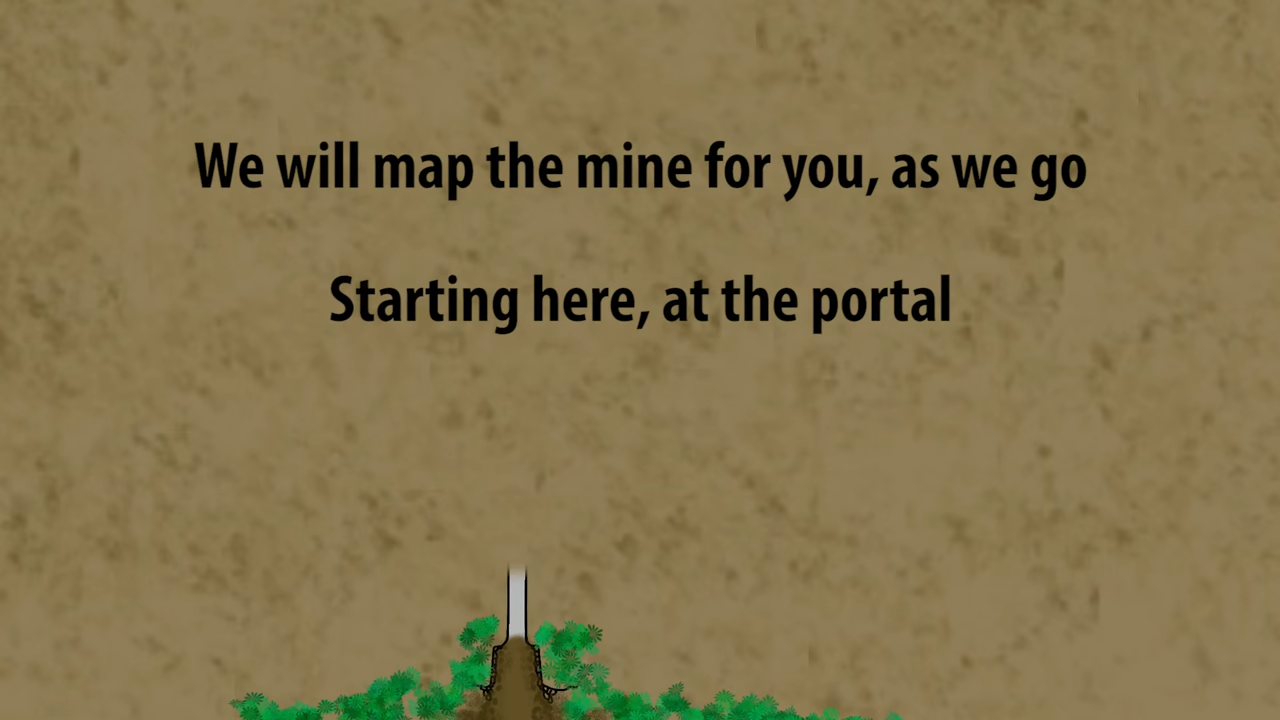 We will map the mine for you, as we go
Starting here, at the portal